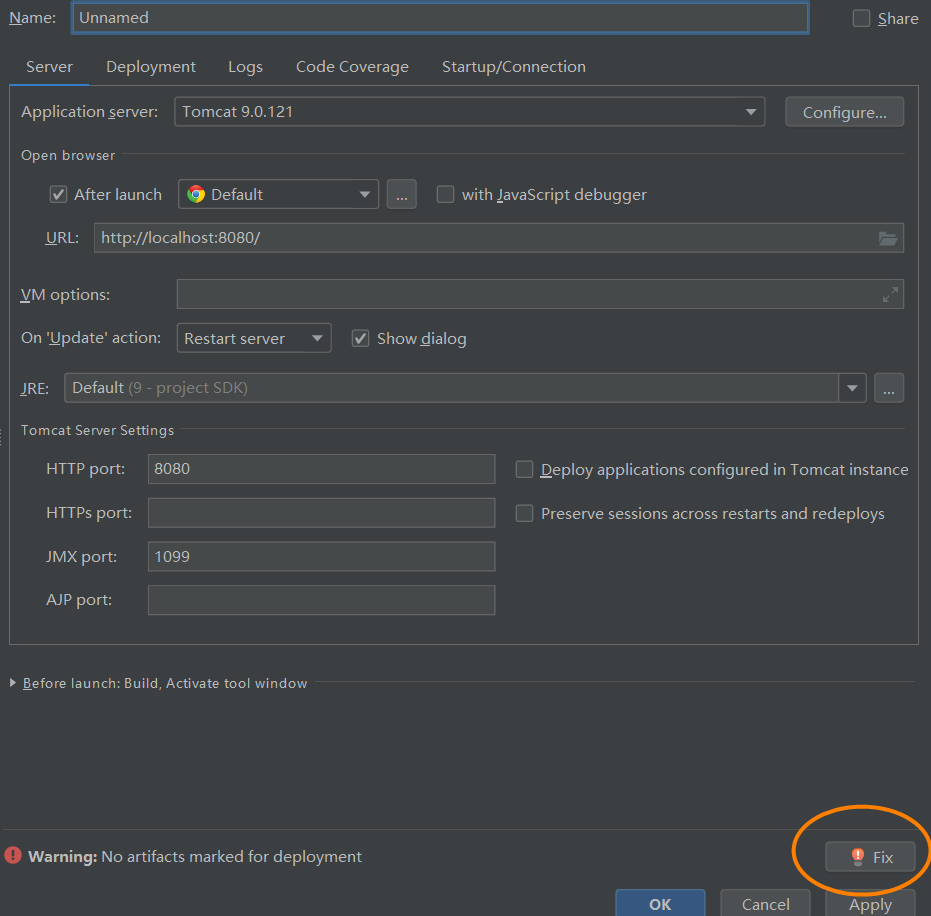 Name: Unnamed Share
Server Deployment Logs Code Coverage Startup/Connection
Application server: Tomcat 9.0.121 Configure...
Open browser
After launch Default ... with JavaScript debugger
URL: http://localhost:8080/
VM options:
On 'Update' action: Restart server Show dialog
JRE: Default (9 - project SDK) ...
Tomcat Server Settings
HTTP port: 8080 Deploy applications configured in Tomcat instance
HTTPs port: Preserve sessions across restarts and redeploys
JMX port: 1099
AJP port:
Before launch: Build, Activate tool window
Warning: No artifacts marked for deployment Fix
OK Cancel Apply